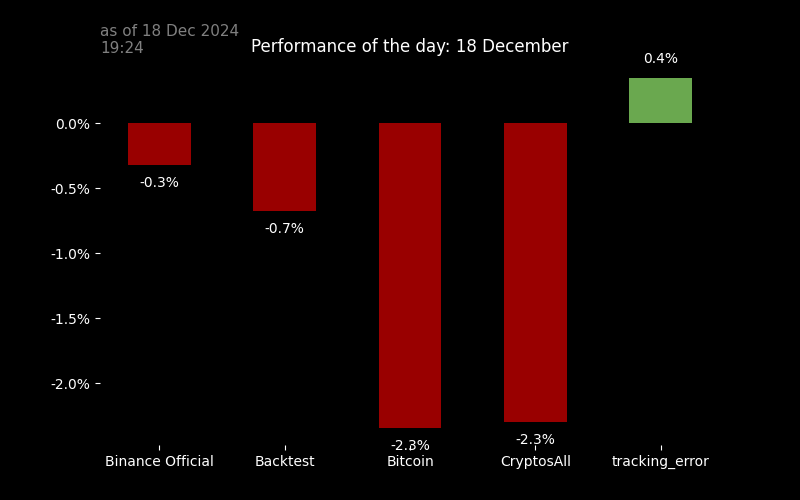 as of 18 Dec 2024
19:24
Performance of the day: 18 December
0.4%
0.0%
-0.5%
-1.0%
-1.5%
-2.0%
-0.3%
-0.7%
-2.3%
-2.3%
Binance Official
Backtest
Bitcoin
CryptosAll
tracking_error